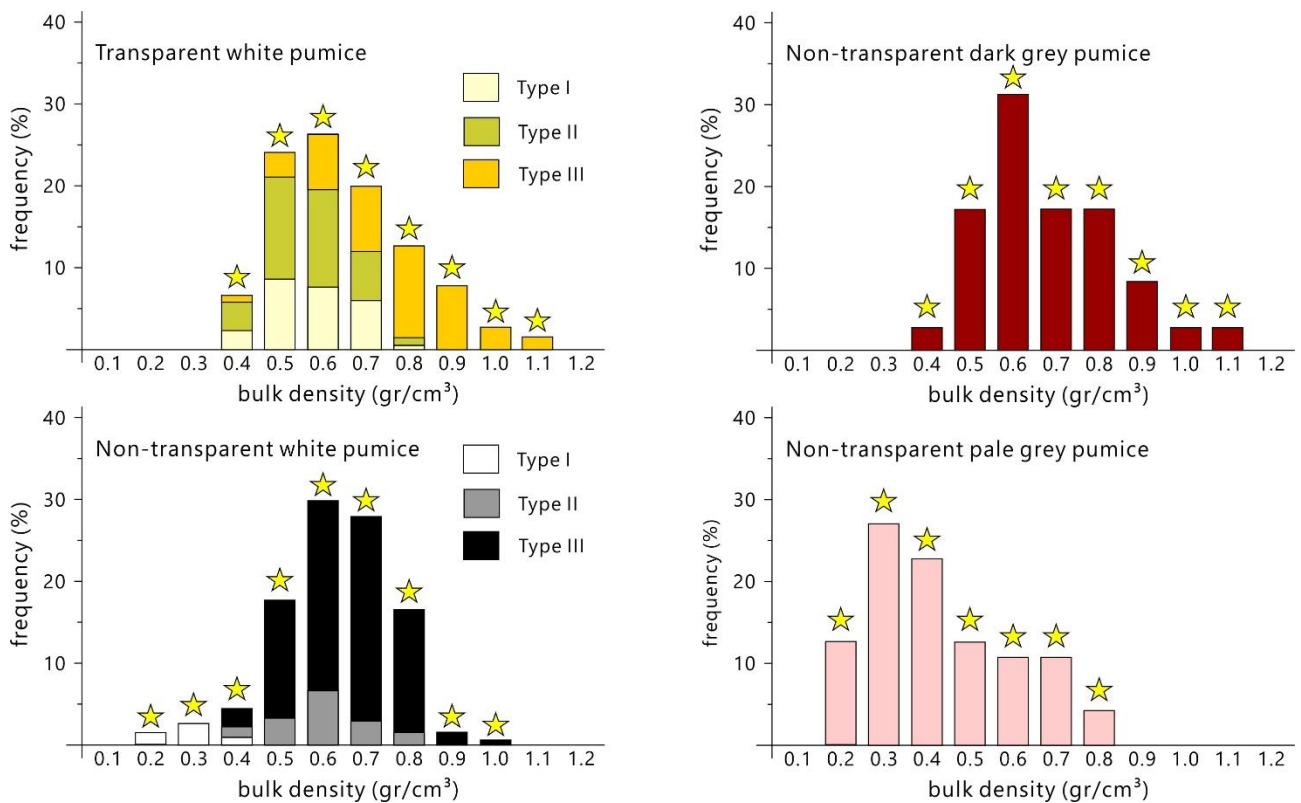 40
Transparent white pumice
30
20
10
frequency (%)
Type I
Type II
Type III
0.1 0.2 0.3 0.4 0.5 0.6 0.7 0.8 0.9 1.0 1.1 1.2
bulk density (gr/cm³)
40
Non-transparent dark grey pumice
30
20
10
frequency (%)
0.1 0.2 0.3 0.4 0.5 0.6 0.7 0.8 0.9 1.0 1.1 1.2
bulk density (gr/cm³)
40
Non-transparent white pumice
30
20
10
frequency (%)
Type I
Type II
Type III
0.1 0.2 0.3 0.4 0.5 0.6 0.7 0.8 0.9 1.0 1.1 1.2
bulk density (gr/cm³)
40
Non-transparent pale grey pumice
30
20
10
frequency (%)
0.1 0.2 0.3 0.4 0.5 0.6 0.7 0.8 0.9 1.0 1.1 1.2
bulk density (gr/cm³)